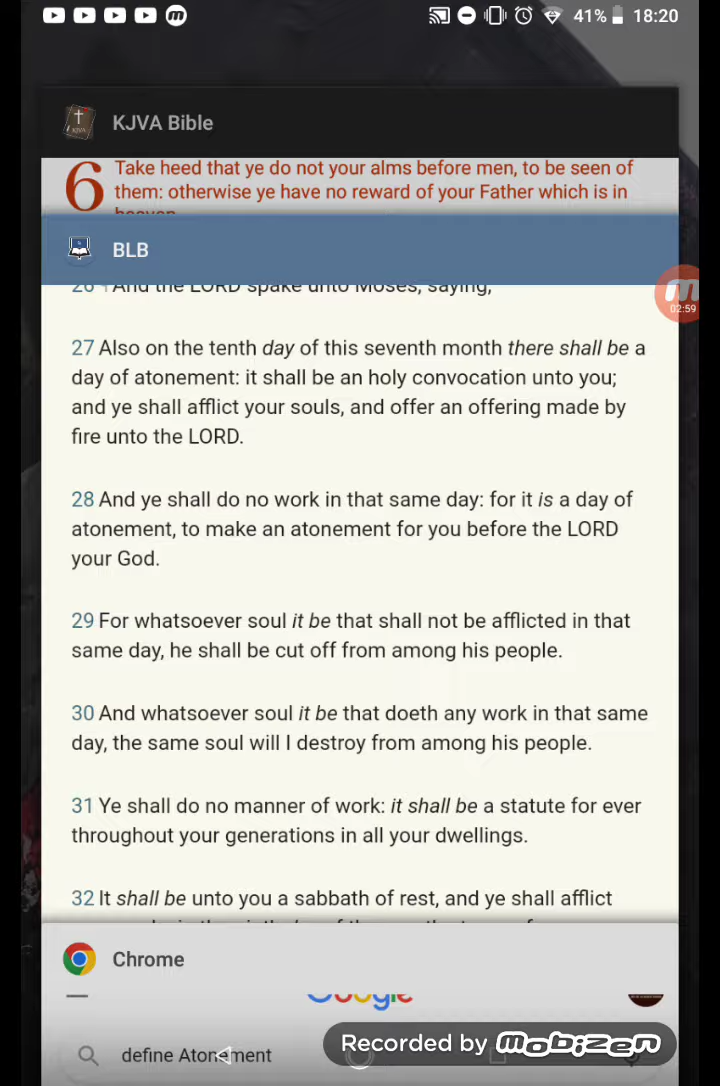 41% 18:20
KJVA Bible
6 Take heed that ye do not your alms before men, to be seen of
them: otherwise ye have no reward of your Father which is in
heaven
BLB
26 ¶ And the LORD spake unto Moses, saying,
02:59
27 Also on the tenth day of this seventh month there shall be a
day of atonement: it shall be an holy convocation unto you;
and ye shall afflict your souls, and offer an offering made by
fire unto the LORD.
28 And ye shall do no work in that same day: for it is a day of
atonement, to make an atonement for you before the LORD
your God.
29 For whatsoever soul it be that shall not be afflicted in that
same day, he shall be cut off from among his people.
30 And whatsoever soul it be that doeth any work in that same
day, the same soul will I destroy from among his people.
31 Ye shall do no manner of work: it shall be a statute for ever
throughout your generations in all your dwellings.
32 It shall be unto you a sabbath of rest, and ye shall afflict
Chrome
Google
define Atonement
Recorded by mobizen